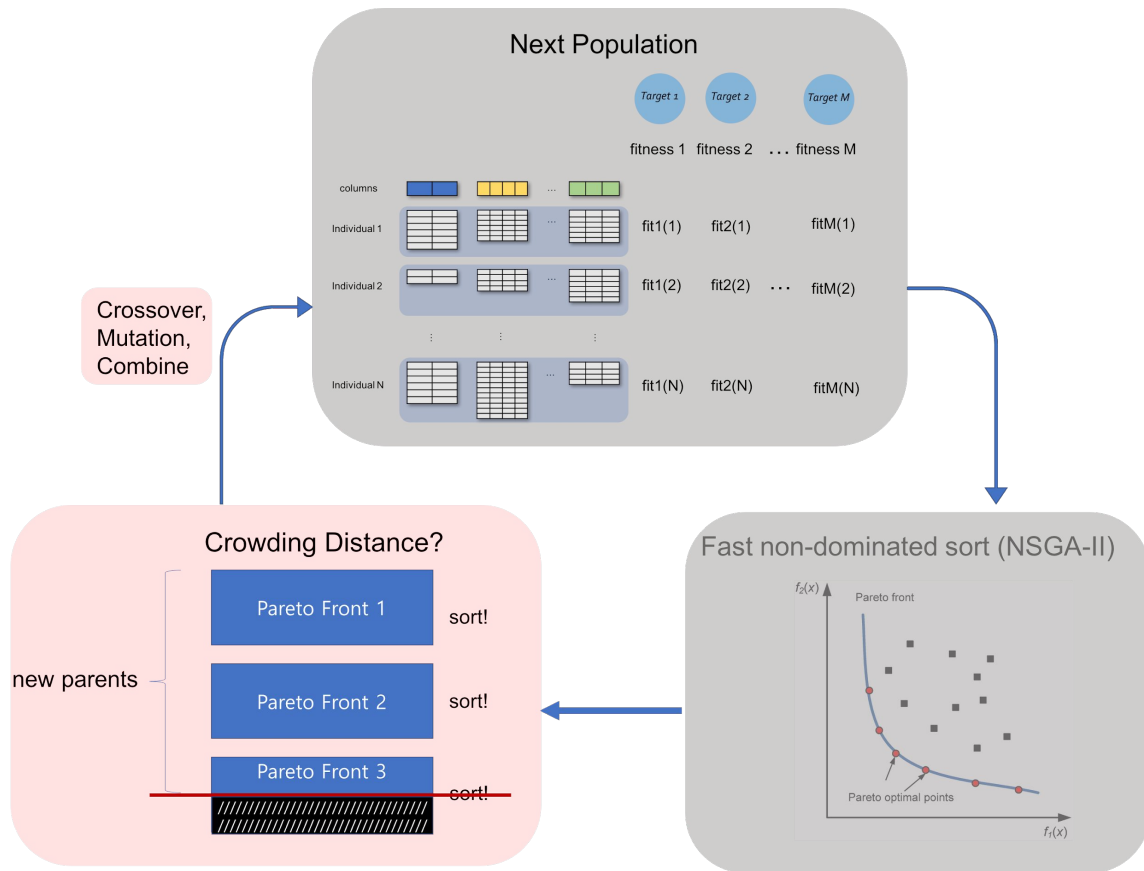 Next Population
Target 1 Target 2 Target M
fitness 1 fitness 2 ... fitness M
columns ...
Individual 1 ... fit1(1) fit2(1) fitM(1)
Individual 2 ... fit1(2) fit2(2) ... fitM(2)
⋮ ⋮ ⋮
Individual N ... fit1(N) fit2(N) fitM(N)
Crossover,
Mutation,
Combine
Crowding Distance?
Pareto Front 1
sort!
new parents
Pareto Front 2
sort!
Pareto Front 3
sort!
Fast non-dominated sort (NSGA-II)
f₂(x)
Pareto front
Pareto optimal points
f₁(x)